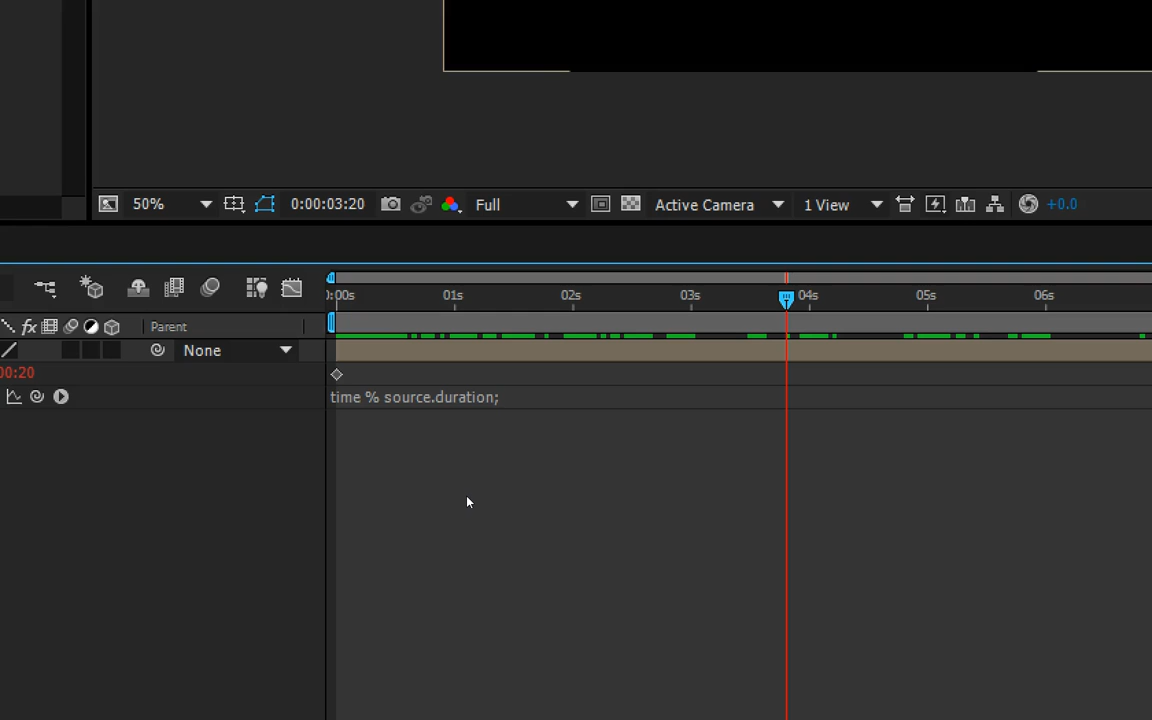 50% 0:00:03:20 Full Active Camera 1 View +0.0
0:00s 01s 02s 03s 04s 05s 06s
Parent
None
00:20
time % source.duration;